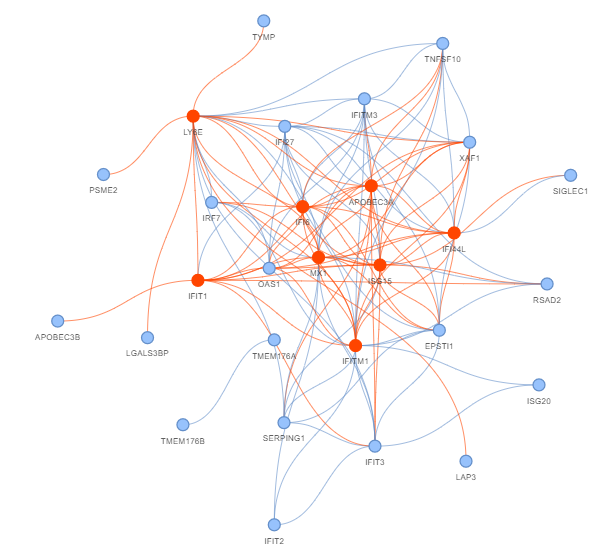 TYMP
TNFSF10
IFITM3
LY6E
IFI27
XAF1
PSME2
SIGLEC1
APOBEC3A
IRF7
IFI6
IFI44L
OAS1
MX1
ISG15
RSAD2
IFIT1
APOBEC3B
LGALS3BP
TMEM176A
EPSTI1
IFITM1
ISG20
TMEM176B
SERPING1
IFIT3
LAP3
IFIT2